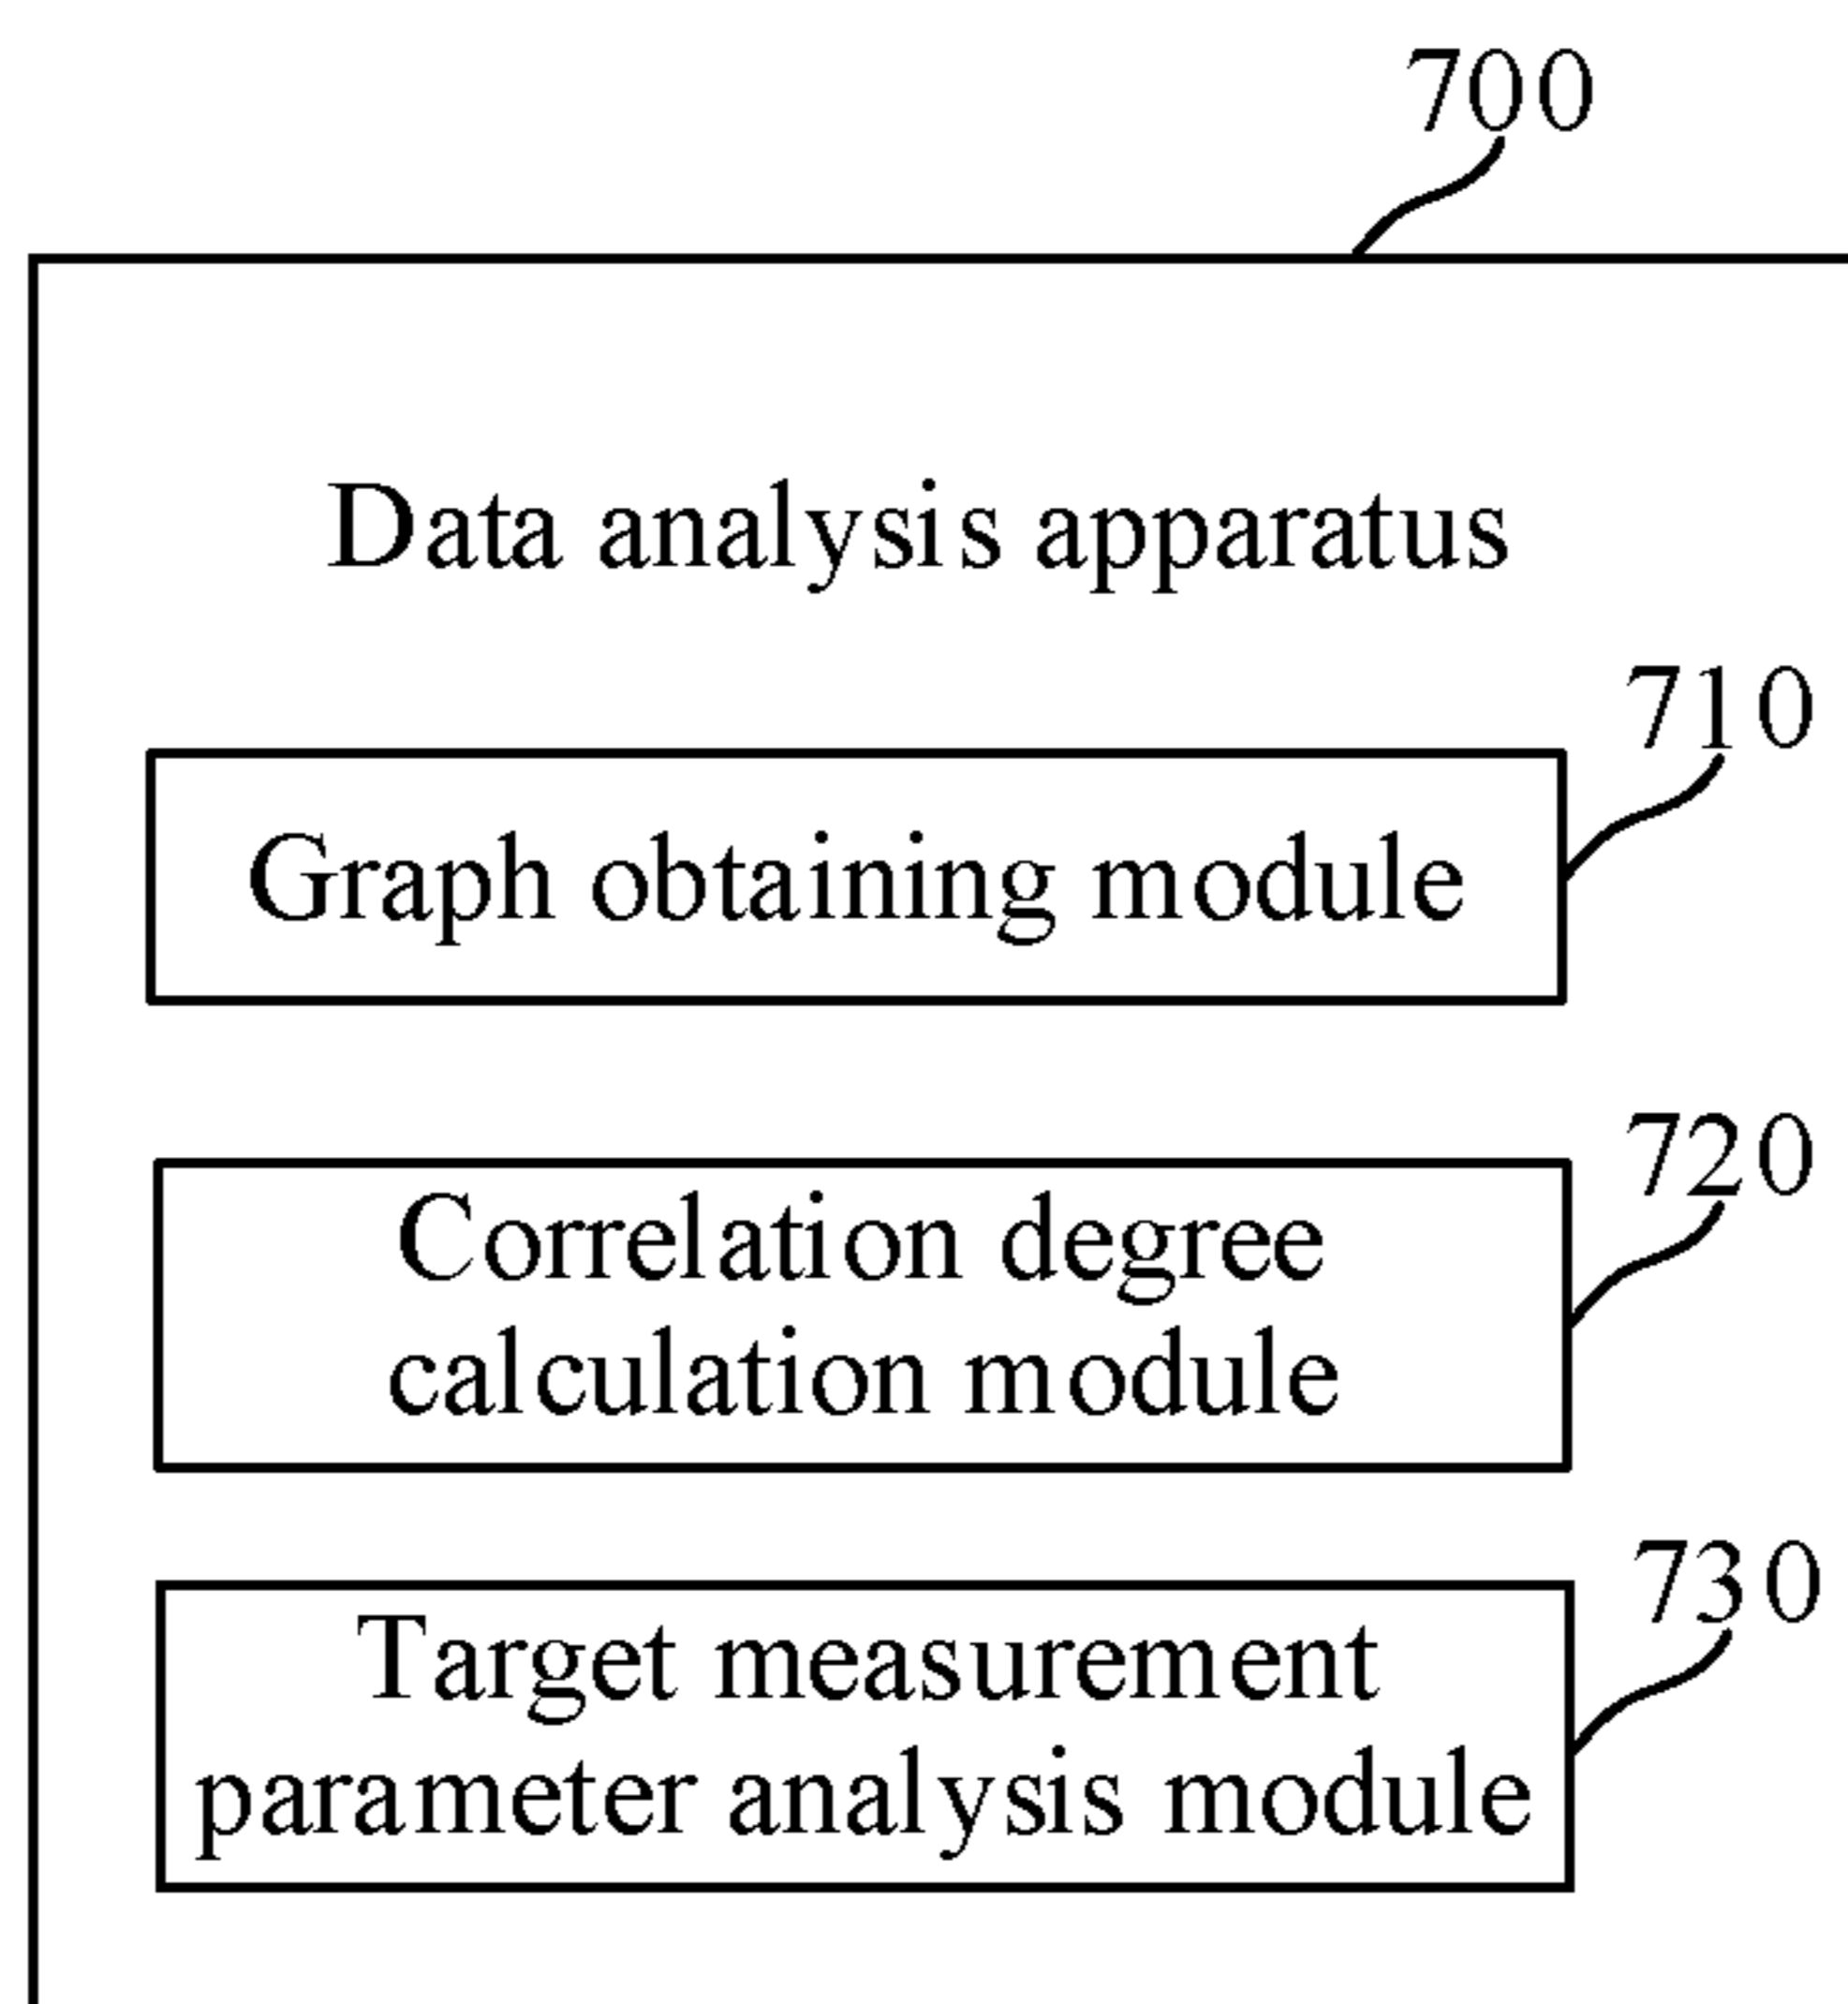 700
Data analysis apparatus
710
Graph obtaining module
720
Correlation degree
calculation module
730
Target measurement
parameter analysis module